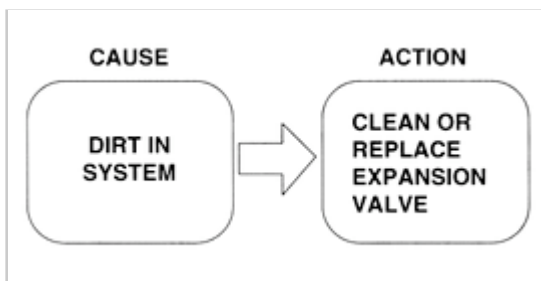 CAUSE
DIRT IN
SYSTEM
ACTION
CLEAN OR
REPLACE
EXPANSION
VALVE